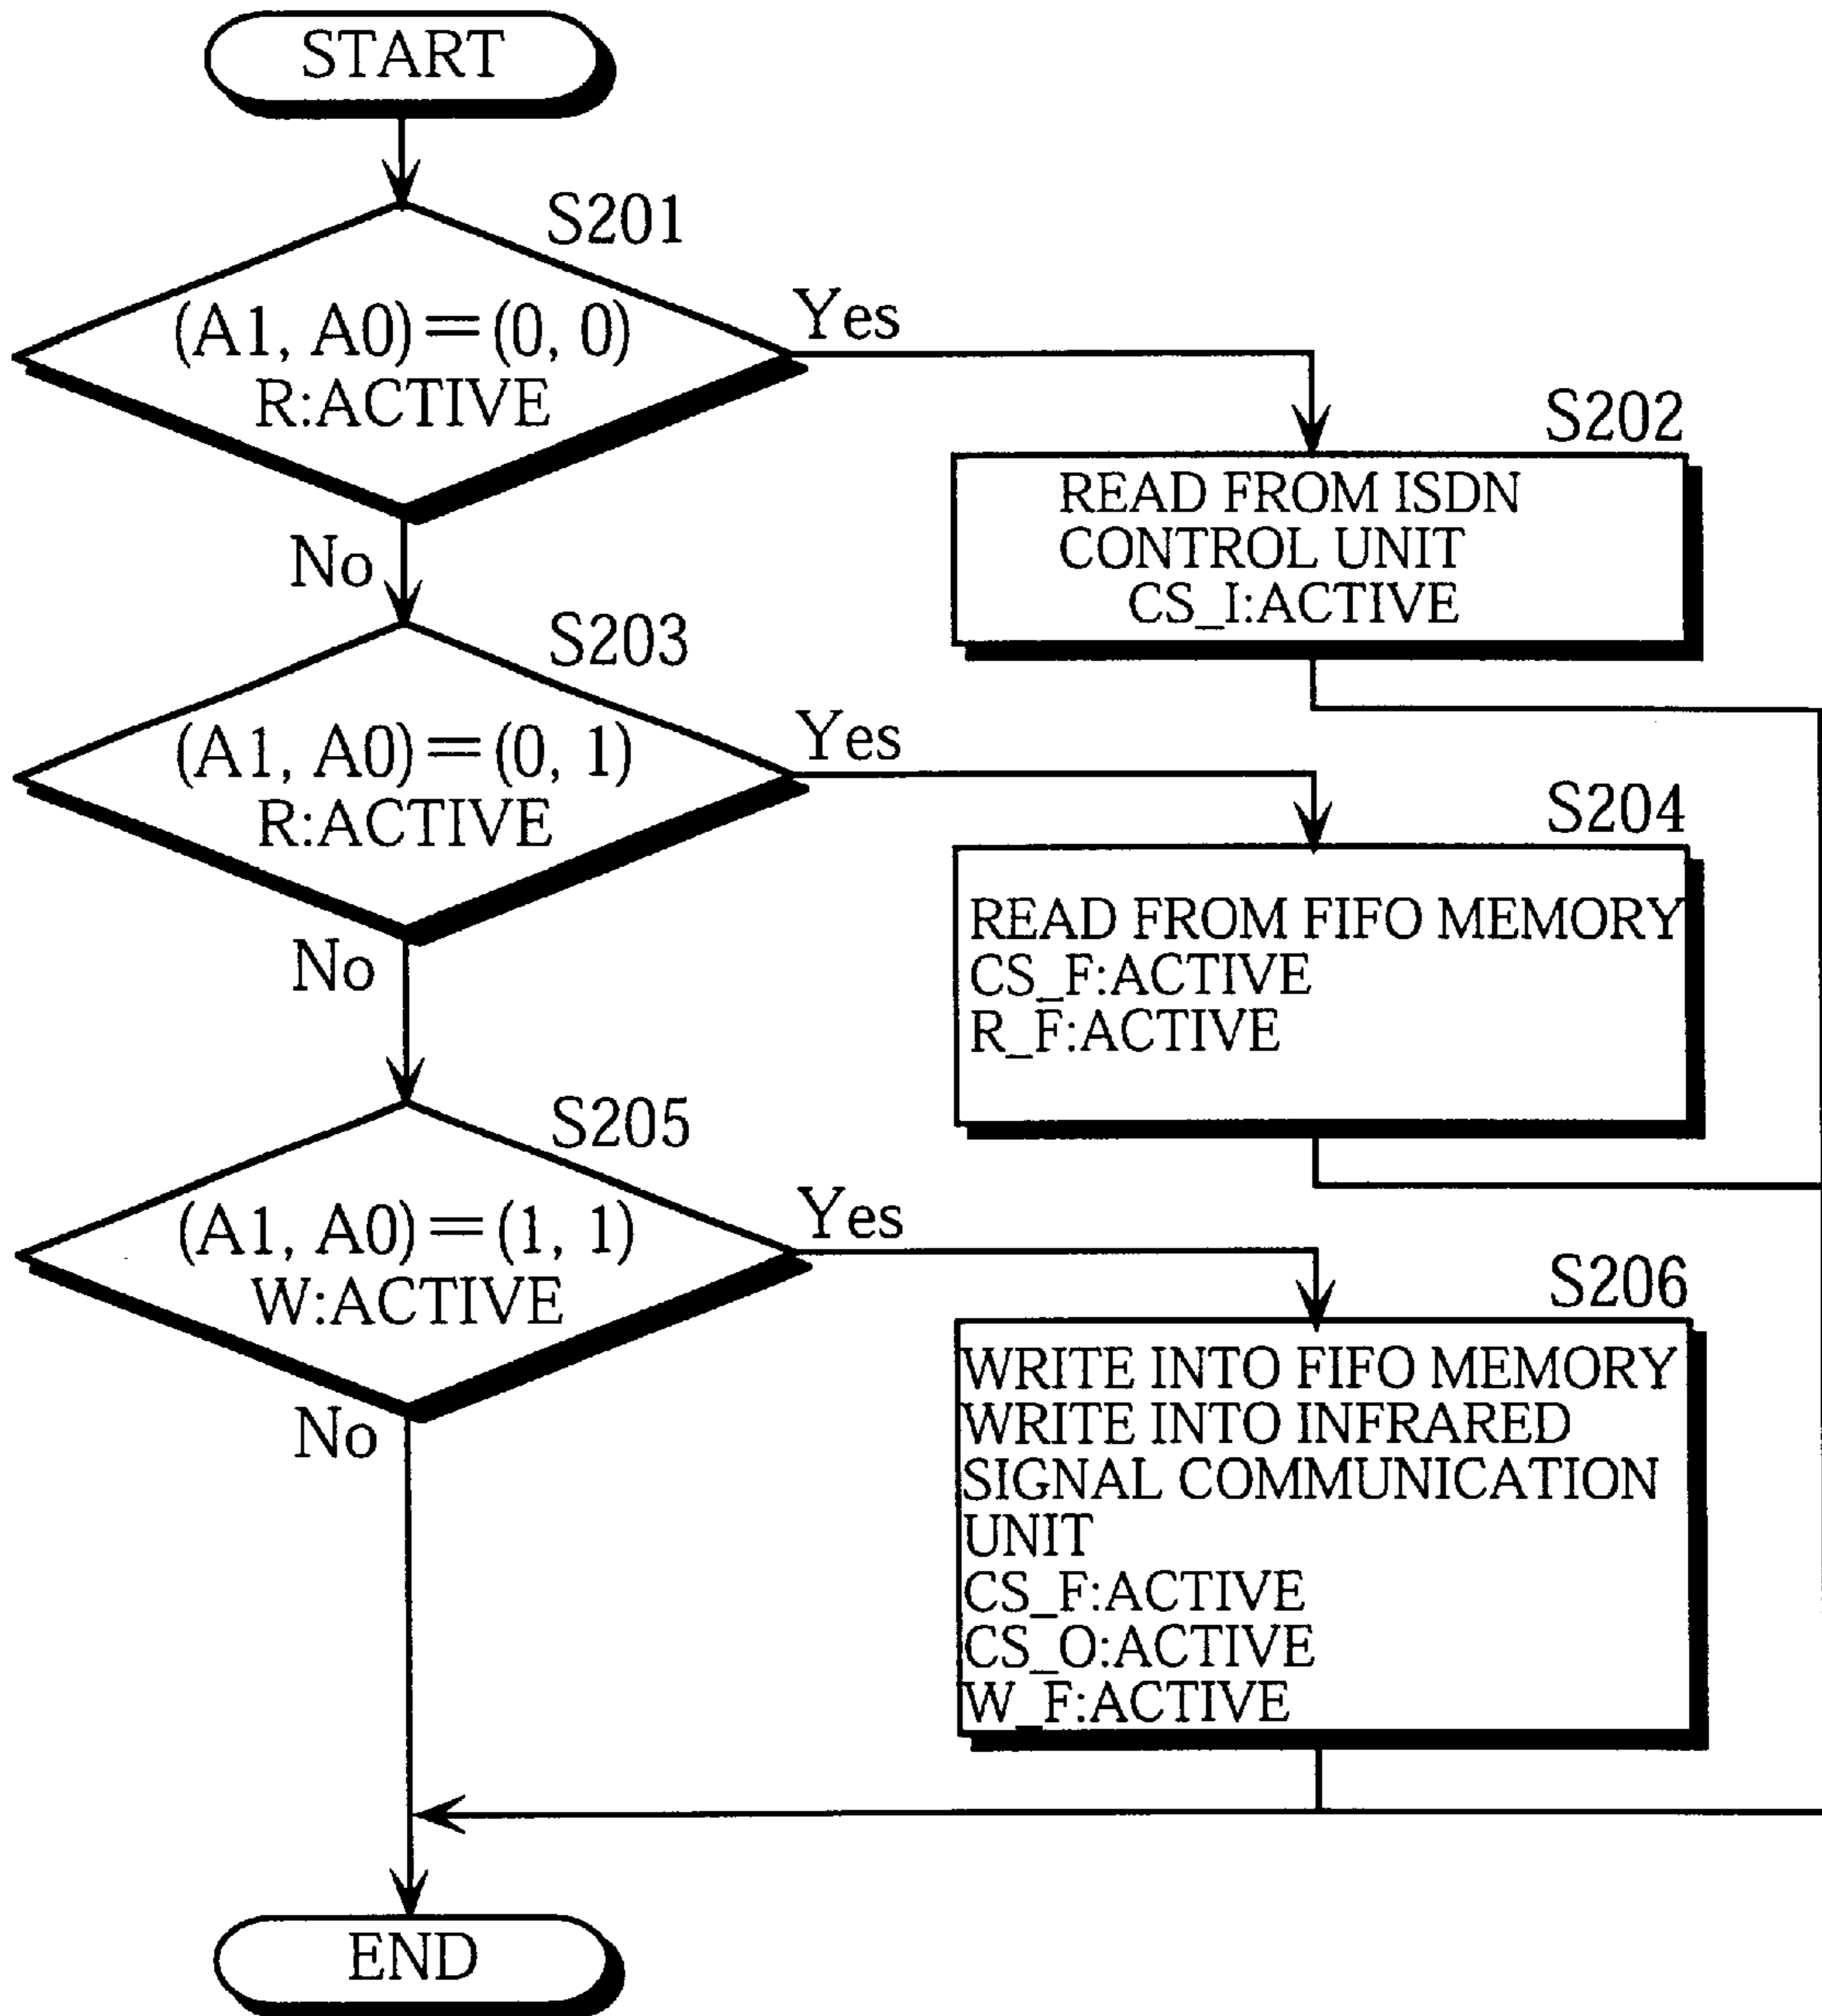 START
S201
(A1, A0)=(0, 0)
R:ACTIVE
Yes
No
S202
READ FROM ISDN
CONTROL UNIT
CS_I:ACTIVE
S203
(A1, A0)=(0, 1)
R:ACTIVE
Yes
No
S204
READ FROM FIFO MEMORY
CS_F:ACTIVE
R_F:ACTIVE
S205
(A1, A0)=(1, 1)
W:ACTIVE
Yes
No
S206
WRITE INTO FIFO MEMORY
WRITE INTO INFRARED
SIGNAL COMMUNICATION
UNIT
CS_F:ACTIVE
CS_O:ACTIVE
W_F:ACTIVE
END